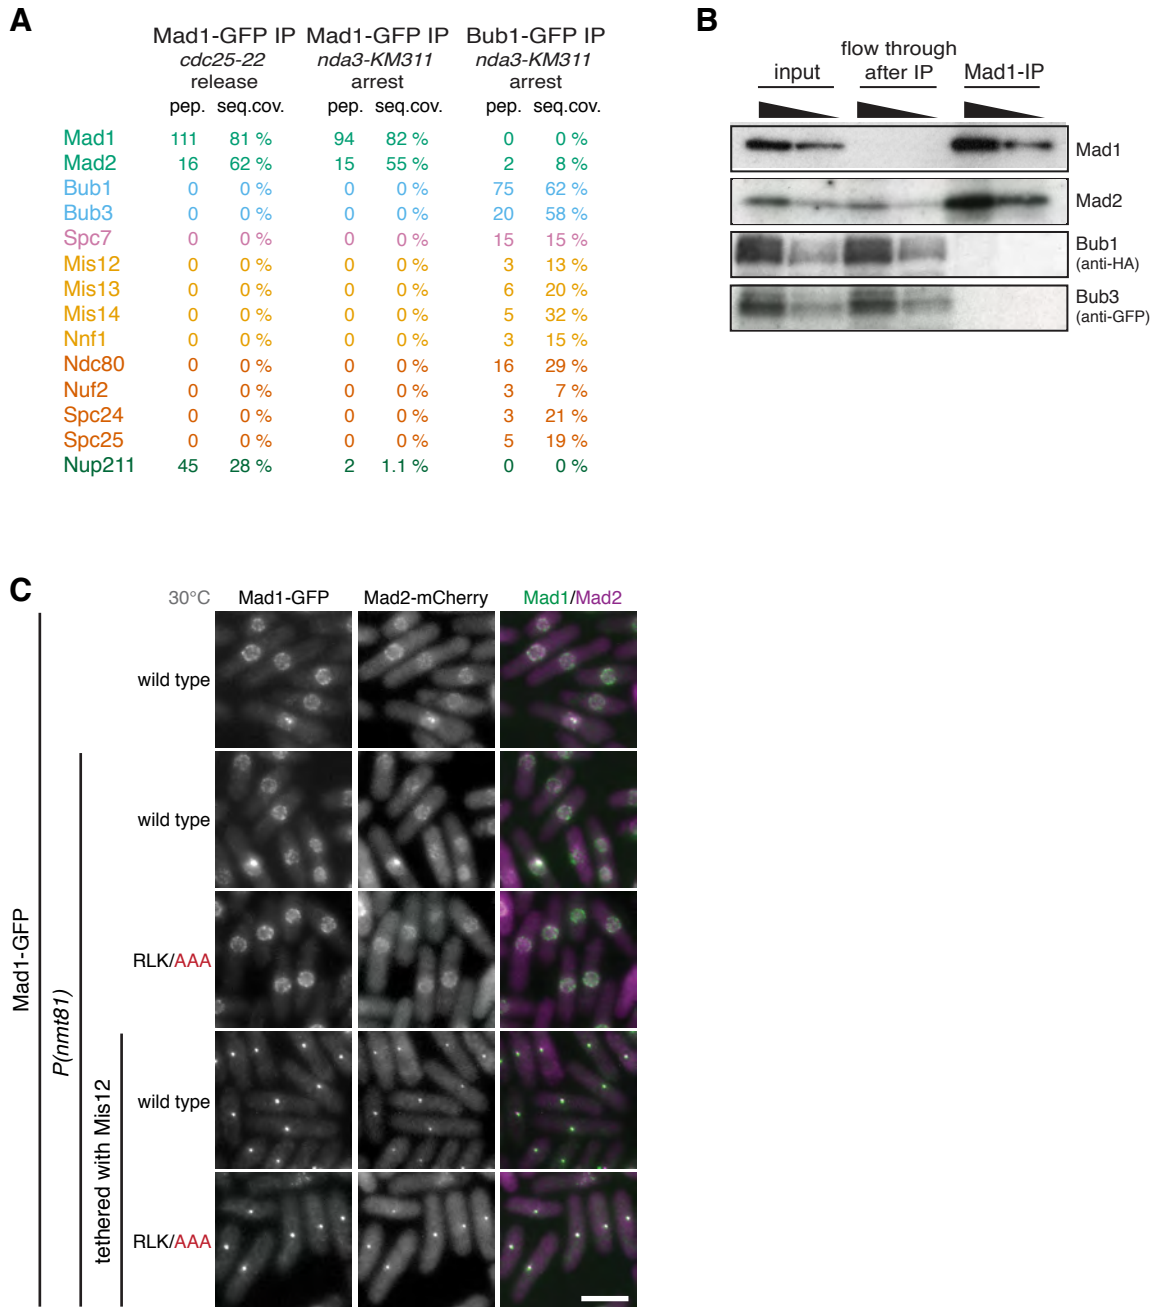 A
Mad1-GFP IP Mad1-GFP IP Bub1-GFP IP
cdc25-22 nda3-KM311 nda3-KM311
release arrest arrest
pep. seq.cov. pep. seq.cov. pep. seq.cov.
Mad1 111 81 % 94 82 % 0 0 %
Mad2 16 62 % 15 55 % 2 8 %
Bub1 0 0 % 0 0 % 75 62 %
Bub3 0 0 % 0 0 % 20 58 %
Spc7 0 0 % 0 0 % 15 15 %
Mis12 0 0 % 0 0 % 3 13 %
Mis13 0 0 % 0 0 % 6 20 %
Mis14 0 0 % 0 0 % 5 32 %
Nnf1 0 0 % 0 0 % 3 15 %
Ndc80 0 0 % 0 0 % 16 29 %
Nuf2 0 0 % 0 0 % 3 7 %
Spc24 0 0 % 0 0 % 3 21 %
Spc25 0 0 % 0 0 % 5 19 %
Nup211 45 28 % 2 1.1 % 0 0 %
B
input
flow through
after IP
Mad1-IP
Mad1
Mad2
Bub1
(anti-HA)
Bub3
(anti-GFP)
C
30°C Mad1-GFP Mad2-mCherry Mad1/Mad2
wild type
wild type
RLK/AAA
wild type
RLK/AAA
Mad1-GFP
P(nmt81)
tethered with Mis12